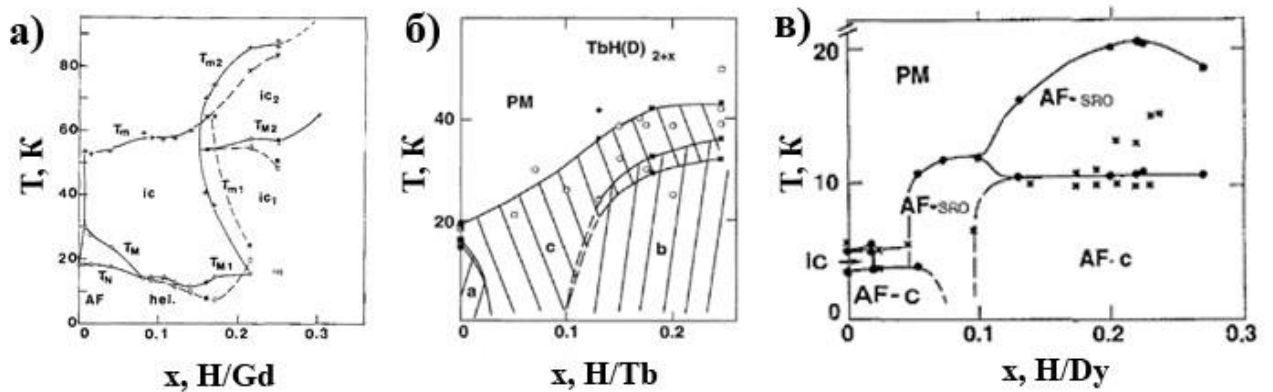 а)
T, К
80
60
40
20
0
T_m2
ic_2
T_m
T_M2
ic
T_m1
ic_1
T_M
T_N
T_M1
AF
hel.
0
0.1
0.2
0.3
x, H/Gd
б)
T, К
40
20
TbH(D)_2+x
PM
c
b
a
0
0.1
0.2
x, H/Tb
в)
T, К
20
10
0
PM
AF-SRO
AF-SRO
ic
AF-c
AF-c
0
0.1
0.2
0.3
x, H/Dy